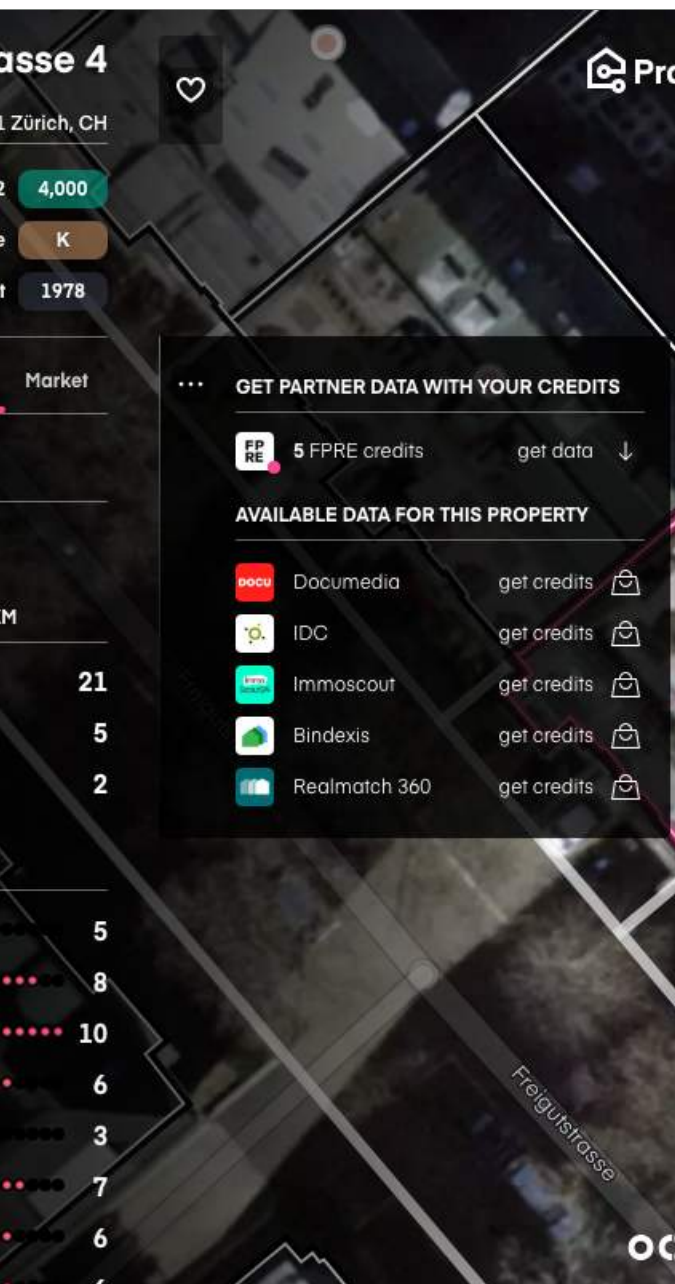 asse 4
1 Zürich, CH
2 4,000
e K
t 1978
Market
Pro
GET PARTNER DATA WITH YOUR CREDITS
FP
RE
5 FPRE credits get data
AVAILABLE DATA FOR THIS PROPERTY
DOCU Documedia get credits
IDC get credits
Immoscout get credits
Bindexis get credits
Realmatch 360 get credits
EM
21
5
2
5
8
10
6
3
7
6
Freigutstrasse